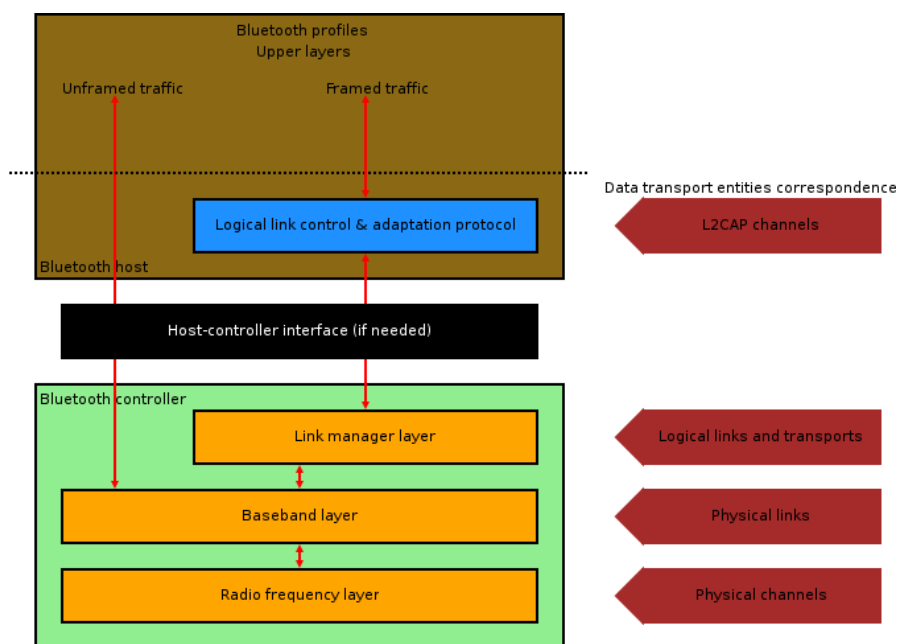 Bluetooth profiles
Upper layers
Unframed traffic
Framed traffic
Data transport entities correspondence
Logical link control & adaptation protocol
L2CAP channels
Bluetooth host
Host-controller interface (if needed)
Bluetooth controller
Link manager layer
Logical links and transports
Baseband layer
Physical links
Radio frequency layer
Physical channels